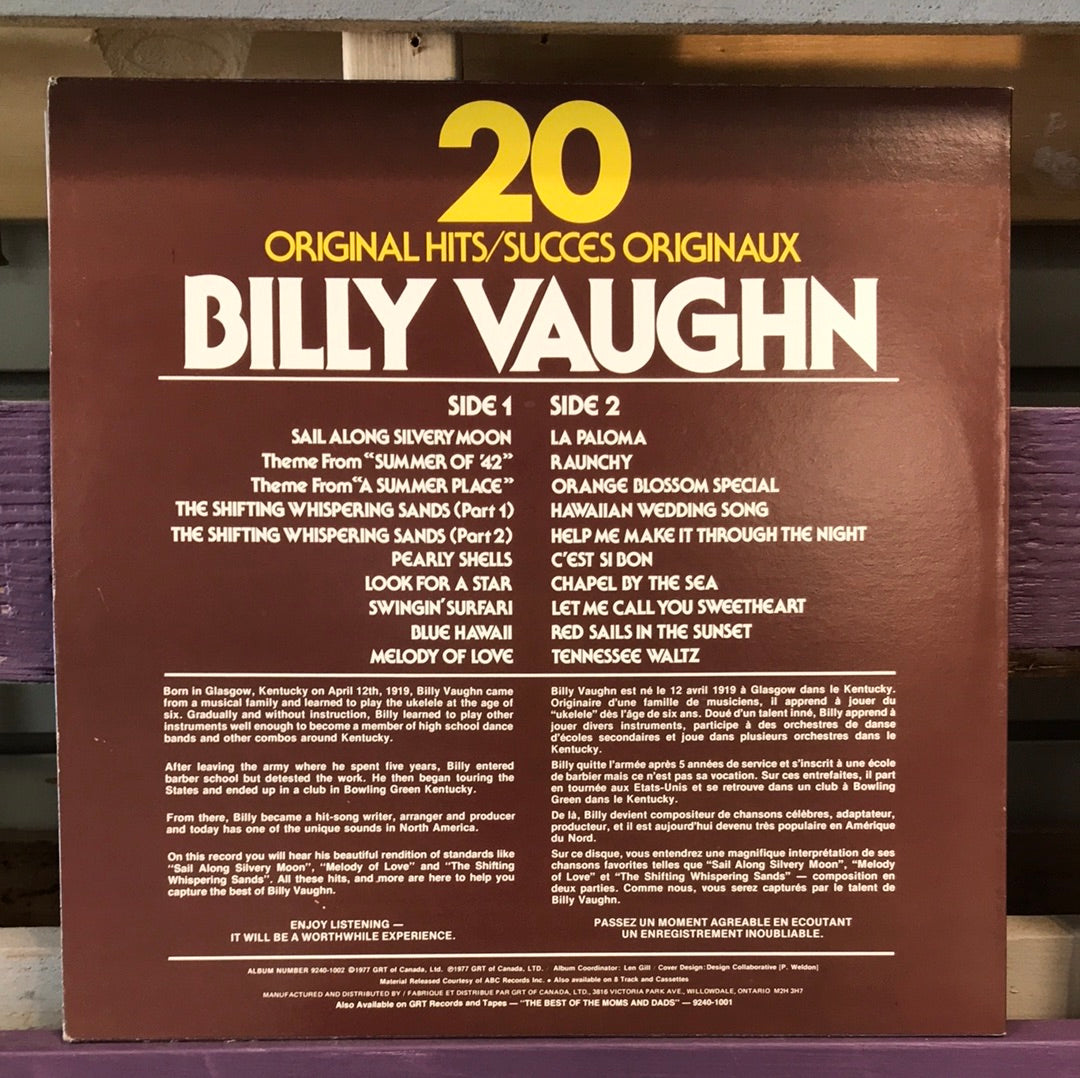 20
ORIGINAL HITS/SUCCES ORIGINAUX
BILLY VAUGHN
SIDE 1
SAIL ALONG SILVERY MOON
Theme From “SUMMER OF '42”
Theme From “A SUMMER PLACE”
THE SHIFTING WHISPERING SANDS (Part 1)
THE SHIFTING WHISPERING SANDS (Part 2)
PEARLY SHELLS
LOOK FOR A STAR
SWINGIN' SURFARI
BLUE HAWAII
MELODY OF LOVE
SIDE 2
LA PALOMA
RAUNCHY
ORANGE BLOSSOM SPECIAL
HAWAIIAN WEDDING SONG
HELP ME MAKE IT THROUGH THE NIGHT
C'EST SI BON
CHAPEL BY THE SEA
LET ME CALL YOU SWEETHEART
RED SAILS IN THE SUNSET
TENNESSEE WALTZ
Born in Glasgow, Kentucky on April 12th, 1919, Billy Vaughn came
from a musical family and learned to play the ukelele at the age of
six. Gradually and without instruction, Billy learned to play other
instruments well enough to become a member of high school dance
bands and other combos around Kentucky.
After leaving the army where he spent five years, Billy entered
barber school but detested the work. He then began touring the
States and ended up in a club in Bowling Green Kentucky.
From there, Billy became a hit-song writer, arranger and producer
and today has one of the unique sounds in North America.
On this record you will hear his beautiful rendition of standards like
“Sail Along Silvery Moon”, “Melody of Love” and “The Shifting
Whispering Sands”. All these hits, and more are here to help you
capture the best of Billy Vaughn.
ENJOY LISTENING —
IT WILL BE A WORTHWHILE EXPERIENCE.
Billy Vaughn est né le 12 avril 1919 à Glasgow dans le Kentucky.
Originaire d'une famille de musiciens, il apprend à jouer du
“ukelele” dès l'âge de six ans. Doué d'un talent inné, Billy apprend à
jouer divers instruments, participe à des orchestres de danse
d'écoles secondaires et joue dans plusieurs orchestres dans le
Kentucky.
Billy quitte l'armée après 5 années de service et s'inscrit à une école
de barbier mais ce n'est pas sa vocation. Sur ces entrefaites, il part
en tournée aux Etats-Unis et se retrouve dans un club à Bowling
Green dans le Kentucky.
De là, Billy devient compositeur de chansons célèbres, adaptateur,
producteur, et il est aujourd'hui devenu très populaire en Amérique
du Nord.
Sur ce disque, vous entendrez une magnifique interprétation de ses
chansons favorites telles que “Sail Along Silvery Moon”, “Melody
of Love” et “The Shifting Whispering Sands” — composition en
deux parties. Comme nous, vous serez capturés par le talent de
Billy Vaughn.
PASSEZ UN MOMENT AGREABLE EN ECOUTANT
UN ENREGISTREMENT INOUBLIABLE.
ALBUM NUMBER 9240-1002 ©1977 GRT of Canada, Ltd. ℗1977 GRT of Canada, LTD. / Album Coordinator: Len Gill / Cover Design: Design Collaborative [P. Weldon]
Material Released Courtesy of ABC Records Inc. • Also available on 8 Track and Cassettes
MANUFACTURED AND DISTRIBUTED BY / FABRIQUE ET DISTRIBUE PAR GRT OF CANADA, LTD., 3816 VICTORIA PARK AVE., WILLOWDALE, ONTARIO M2H 3H7
Also Available on GRT Records and Tapes — “THE BEST OF THE MOMS AND DADS” — 9240-1001